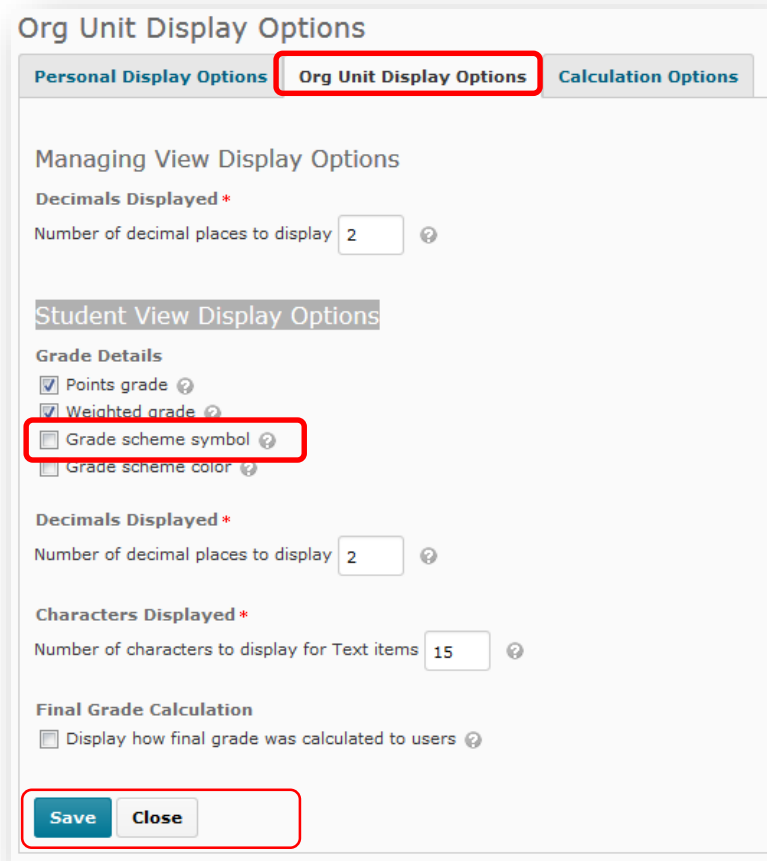 Org Unit Display Options
Personal Display Options Org Unit Display Options Calculation Options
Managing View Display Options
Decimals Displayed *
Number of decimal places to display 2 ?
Student View Display Options
Grade Details
Points grade ?
Weighted grade ?
Grade scheme symbol ?
Grade scheme color ?
Decimals Displayed *
Number of decimal places to display 2 ?
Characters Displayed *
Number of characters to display for Text items 15 ?
Final Grade Calculation
Display how final grade was calculated to users ?
Save Close